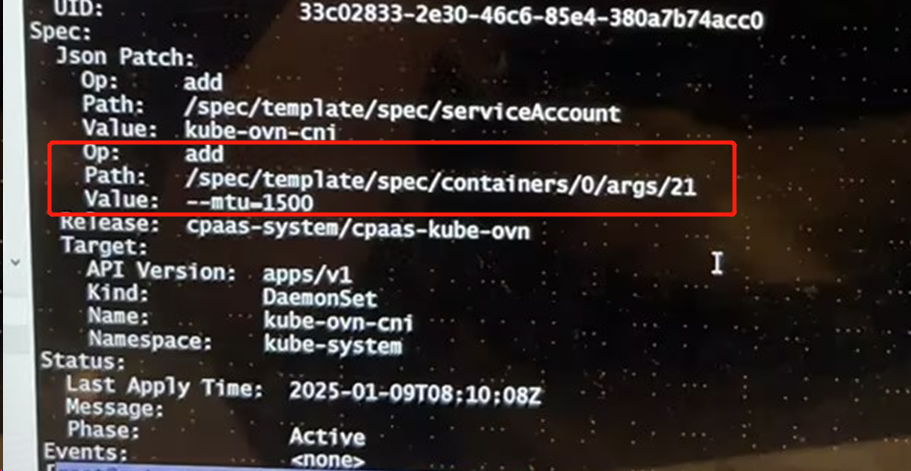 UID: 33c02833-2e30-46c6-85e4-380a7b74acc0
Spec:
Json Patch:
Op: add
Path: /spec/template/spec/serviceAccount
Value: kube-ovn-cni
Op: add
Path: /spec/template/spec/containers/0/args/21
Value: --mtu=1500
Release: cpaas-system/cpaas-kube-ovn
Target:
API Version: apps/v1
Kind: DaemonSet
Name: kube-ovn-cni
Namespace: kube-system
Status:
Last Apply Time: 2025-01-09T08:10:08Z
Message:
Phase: Active
Events: <none>